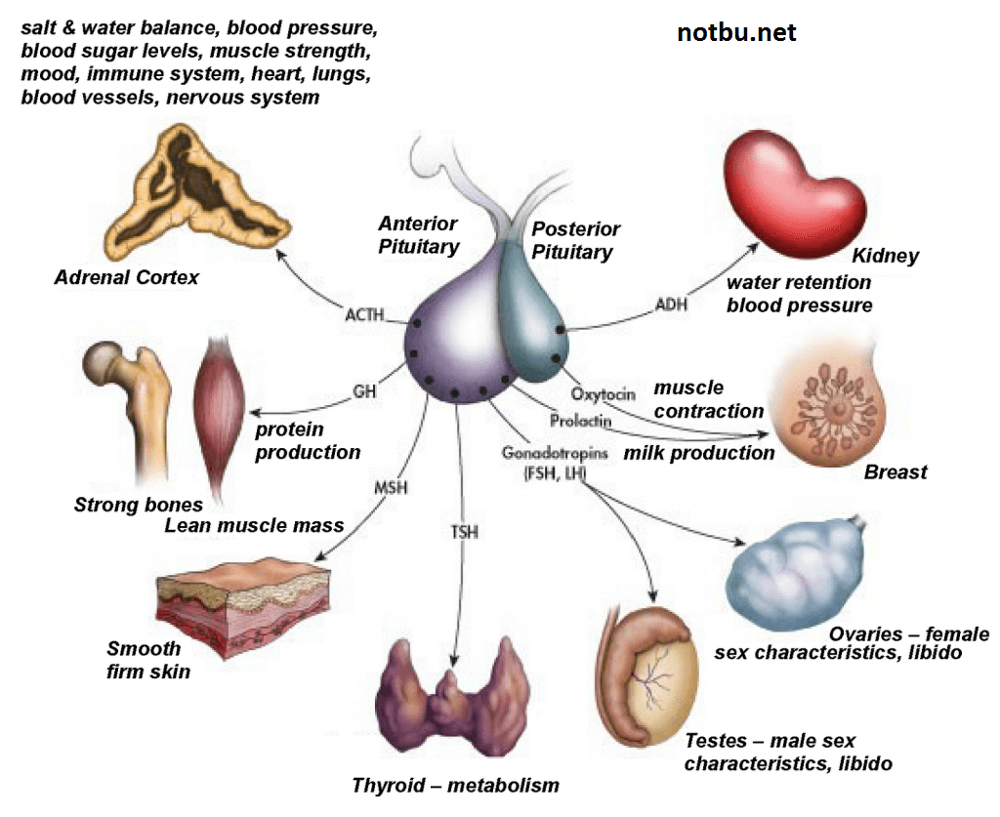 salt & water balance, blood pressure,
blood sugar levels, muscle strength,
mood, immune system, heart, lungs,
blood vessels, nervous system
notbu.net
Adrenal Cortex
Anterior
Pituitary
Posterior
Pituitary
Kidney
water retention
blood pressure
ACTH
ADH
GH
protein
production
Strong bones
Lean muscle mass
Oxytocin
muscle
contraction
Prolactin
milk production
Breast
Gonadotropins
(FSH, LH)
MSH
TSH
Smooth
firm skin
Ovaries – female
sex characteristics, libido
Testes – male sex
characteristics, libido
Thyroid – metabolism